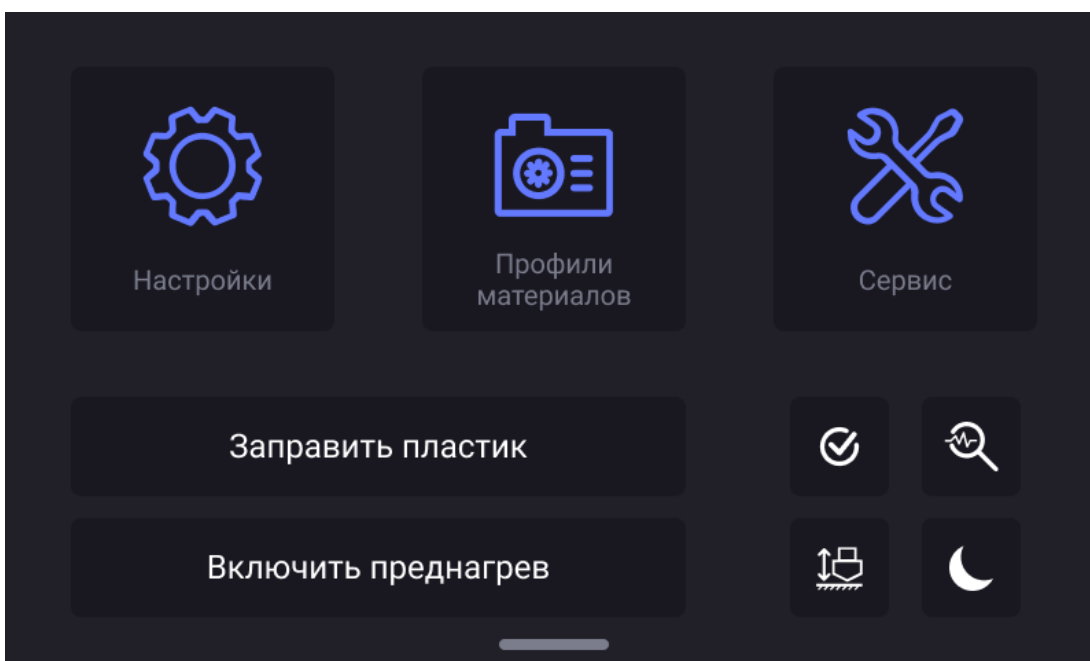 Настройки
Профили
материалов
Сервис
Заправить пластик
Включить преднагрев